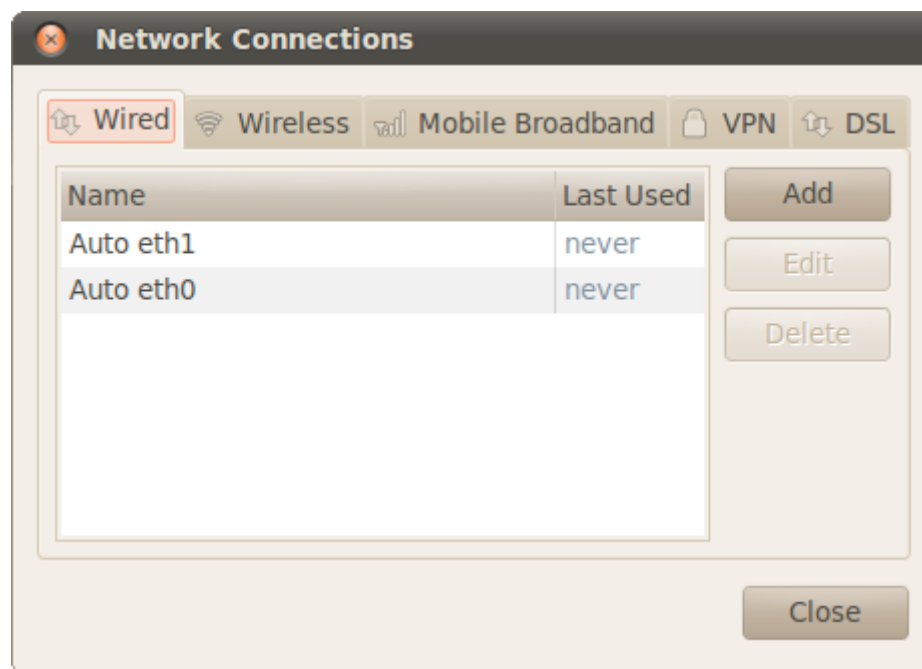 Network Connections
Wired Wireless Mobile Broadband VPN DSL
Name Last Used Add
Auto eth1 never
Edit
Auto eth0 never
Delete
Close